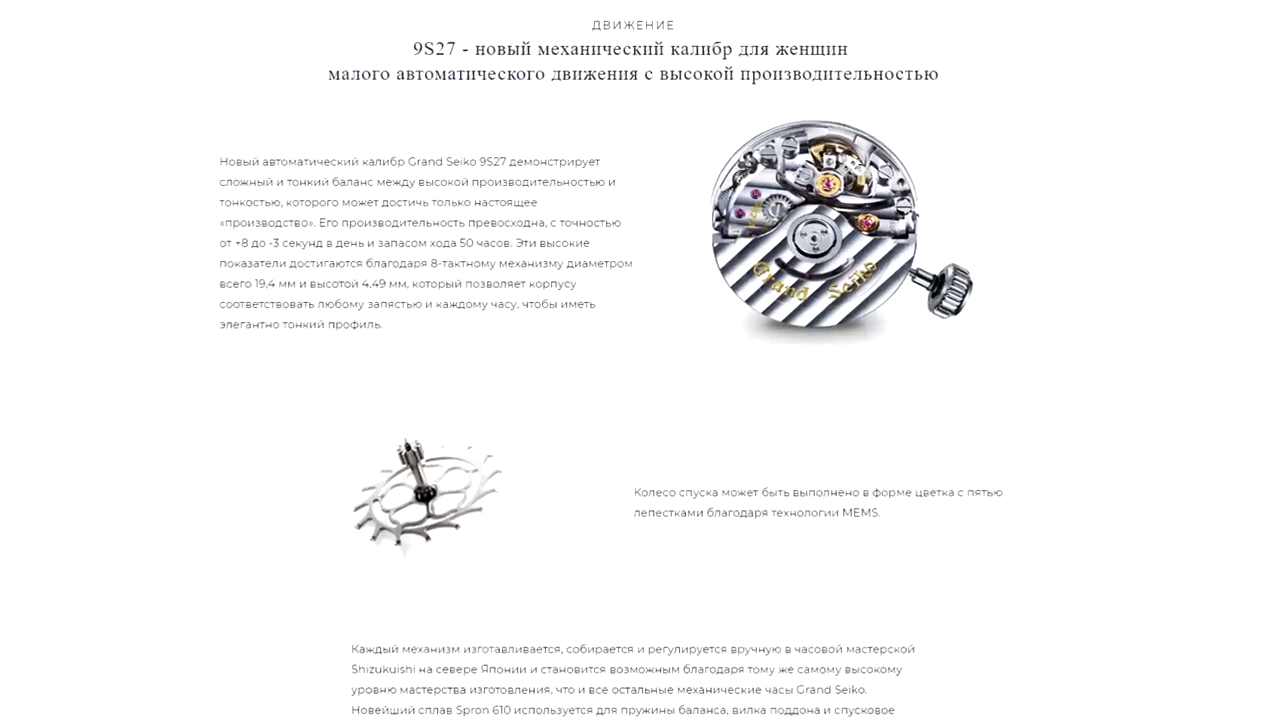 ДВИЖЕНИЕ
9S27 - новый механический калибр для женщин
малого автоматического движения с высокой производительностью
Новый автоматический калибр Grand Seiko 9S27 демонстрирует
сложный и тонкий баланс между высокой производительностью и
тонкостью, которого может достичь только настоящее
«производство». Его производительность превосходна, с точностью
от +8 до -3 секунд в день и запасом хода 50 часов. Эти высокие
показатели достигаются благодаря 8-тактному механизму диаметром
всего 19,4 мм и высотой 4,49 мм, который позволяет корпусу
соответствовать любому запястью и каждому часу, чтобы иметь
элегантно тонкий профиль.
Grand Seiko
Колесо спуска может быть выполнено в форме цветка с пятью
лепестками благодаря технологии MEMS.
Каждый механизм изготавливается, собирается и регулируется вручную в часовой мастерской
Shizukuishi на севере Японии и становится возможным благодаря тому же самому высокому
уровню мастерства изготовления, что и все остальные механические часы Grand Seiko.
Новейший сплав Spron 610 используется для пружины баланса, вилка поддона и спусковое